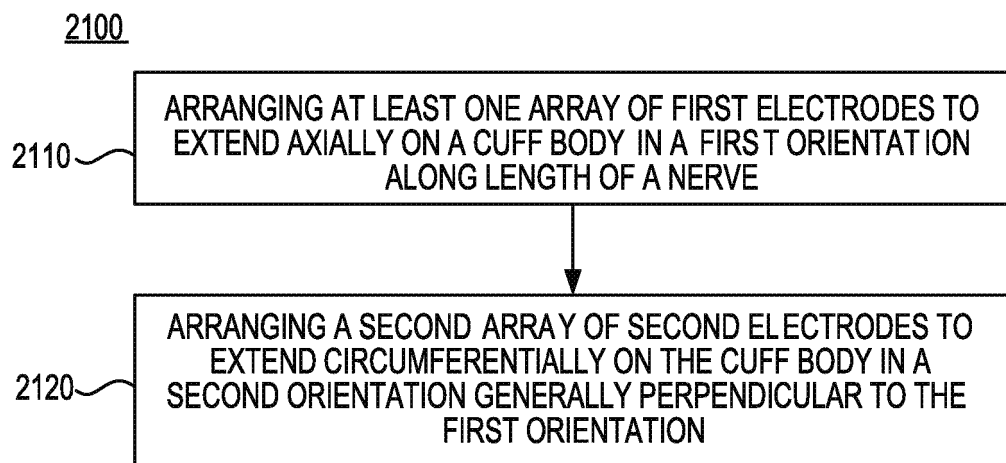 2100
ARRANGING AT LEAST ONE ARRAY OF FIRST ELECTRODES TO
EXTEND AXIALLY ON A CUFF BODY IN A FIRST ORIENTATION
ALONG LENGTH OF A NERVE
2110
ARRANGING A SECOND ARRAY OF SECOND ELECTRODES TO
EXTEND CIRCUMFERENTIALLY ON THE CUFF BODY IN A
SECOND ORIENTATION GENERALLY PERPENDICULAR TO THE
FIRST ORIENTATION
2120